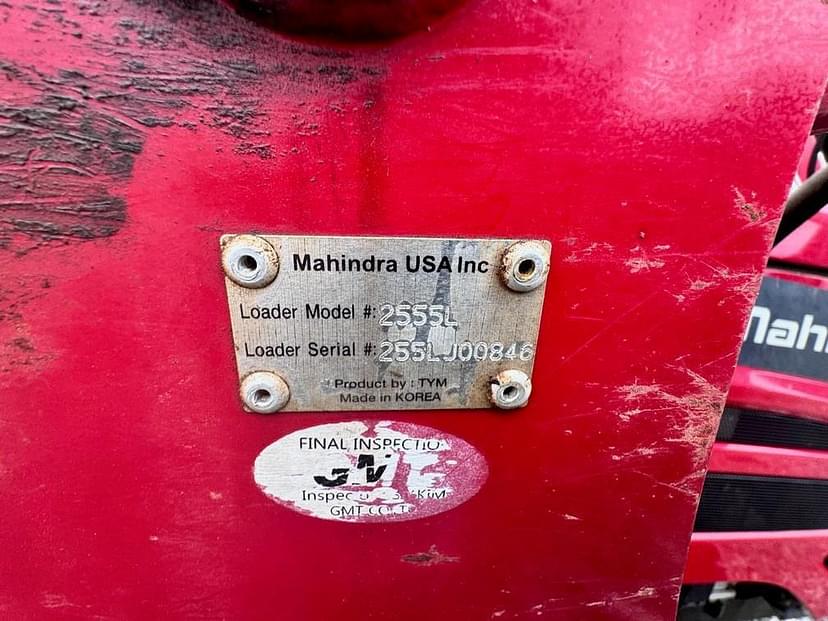 Mahindra USA Inc
Loader Model #: 2555L
Loader Serial #: 255LJ00846
Product by : TYM
Made in KOREA
FINAL INSPECTIO
GMT CO
Mahi